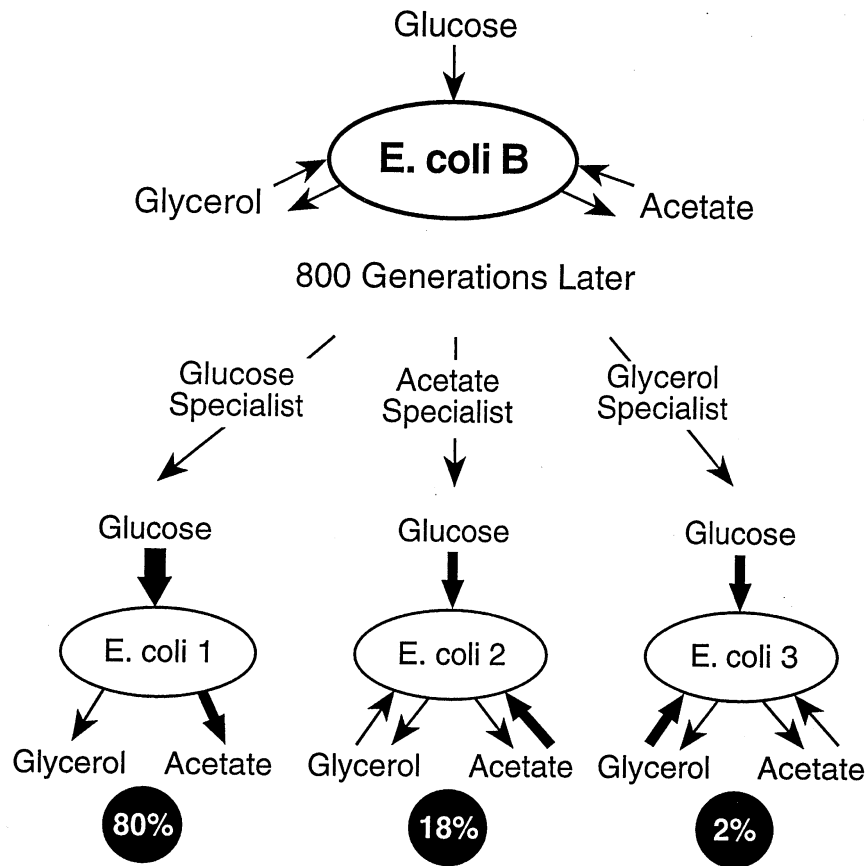 Glucose
E. coli B
Glycerol
Acetate
800 Generations Later
Glucose
Specialist
Acetate
Specialist
Glycerol
Specialist
Glucose
Glucose
Glucose
E. coli 1
E. coli 2
E. coli 3
Glycerol
Acetate
Glycerol
Acetate
Glycerol
Acetate
80%
18%
2%